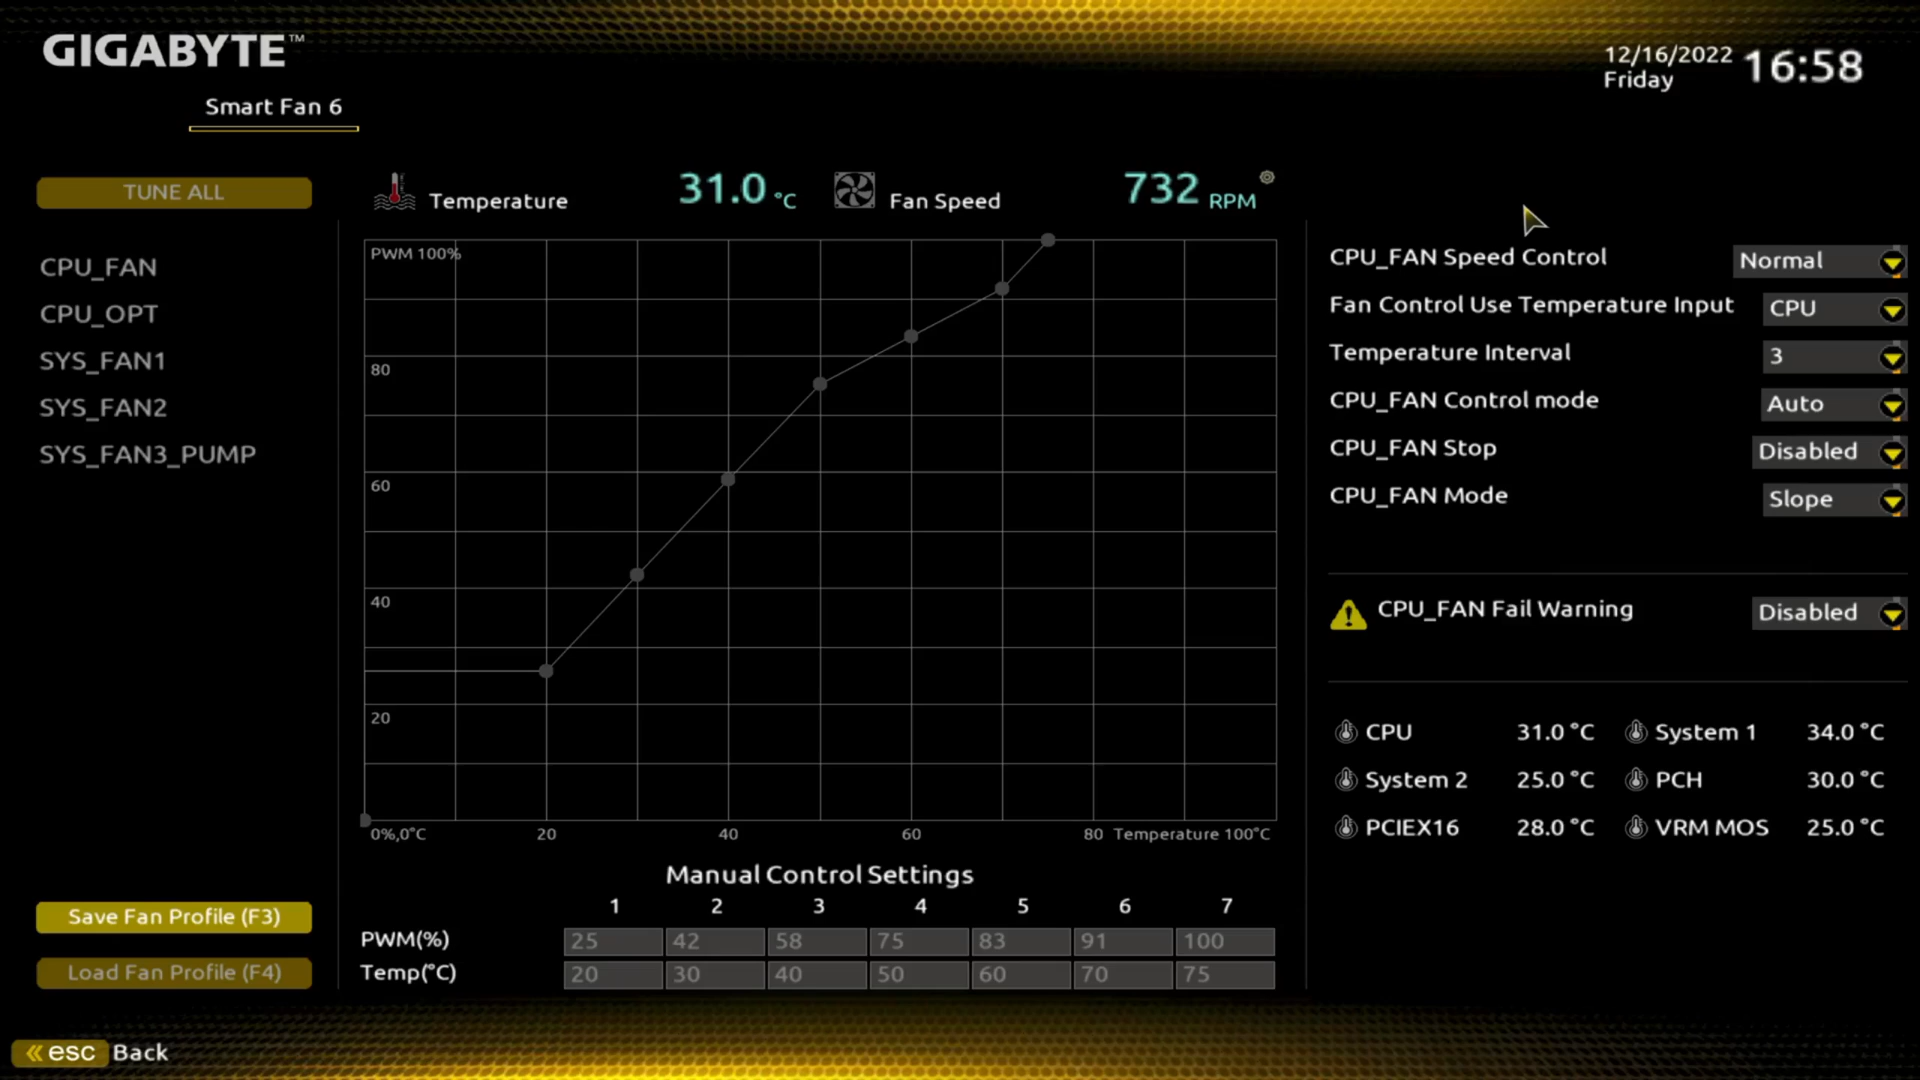 GIGABYTE™
12/16/2022 16:58
Friday
Smart Fan 6
TUNE ALL
CPU_FAN
CPU_OPT
SYS_FAN1
SYS_FAN2
SYS_FAN3_PUMP
Save Fan Profile (F3)
Load Fan Profile (F4)
Temperature 31.0 °C Fan Speed 732 RPM
PWM 100%
80
60
40
20
0%,0°C 20 40 60 80 Temperature 100°C
Manual Control Settings
1 2 3 4 5 6 7
PWM(%) 25 42 58 75 83 91 100
Temp(°C) 20 30 40 50 60 70 75
CPU_FAN Speed Control Normal
Fan Control Use Temperature Input CPU
Temperature Interval 3
CPU_FAN Control mode Auto
CPU_FAN Stop Disabled
CPU_FAN Mode Slope
CPU_FAN Fail Warning Disabled
CPU 31.0 °C System 1 34.0 °C
System 2 25.0 °C PCH 30.0 °C
PCIEX16 28.0 °C VRM MOS 25.0 °C
« esc Back